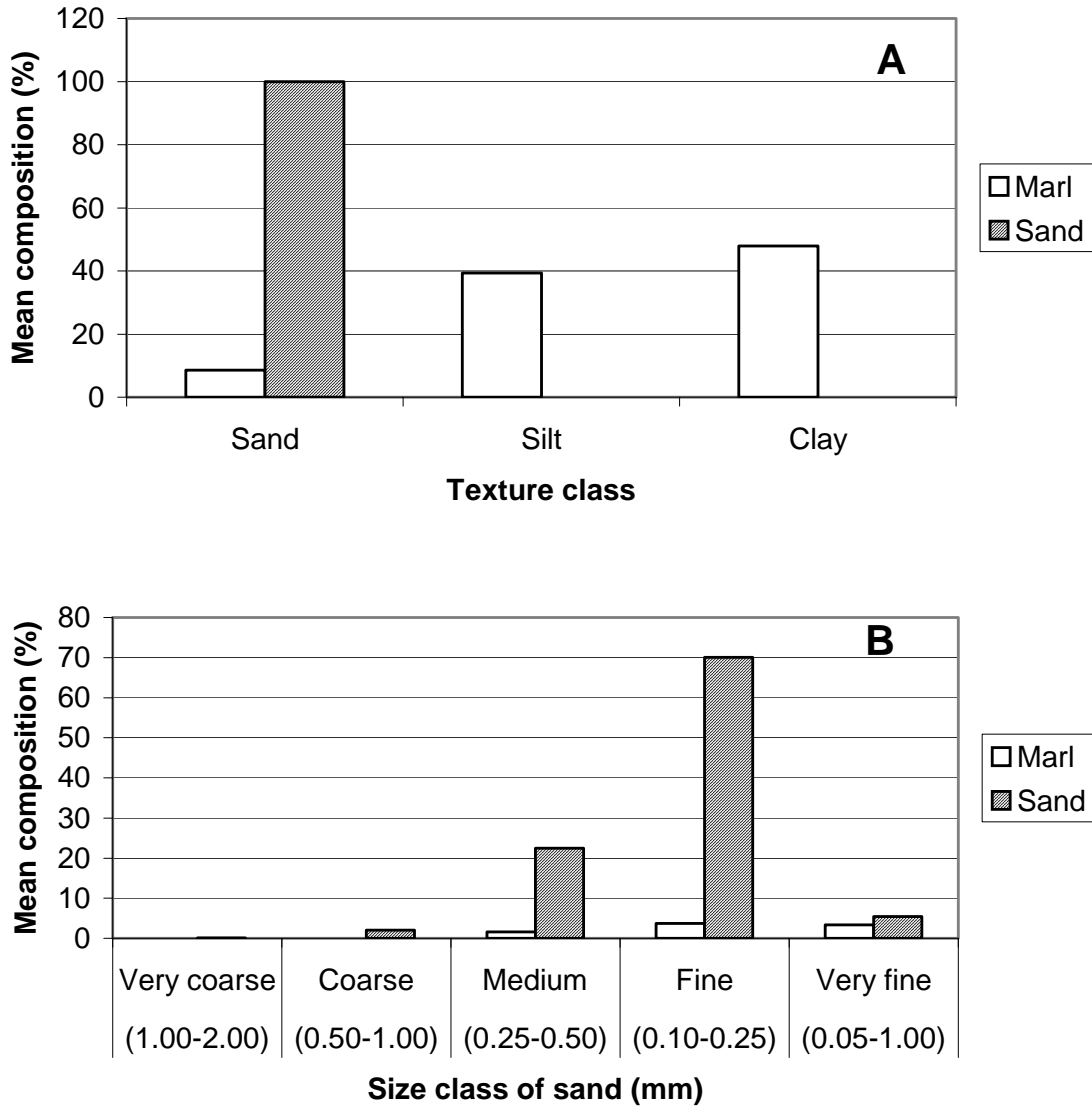 120
A
100
80
60
40
20
0
Mean composition (%)
Sand Silt Clay
Texture class
Marl
Sand
80
B
70
60
50
40
30
20
10
0
Mean composition (%)
Very coarse Coarse Medium Fine Very fine
(1.00-2.00) (0.50-1.00) (0.25-0.50) (0.10-0.25) (0.05-1.00)
Size class of sand (mm)
Marl
Sand